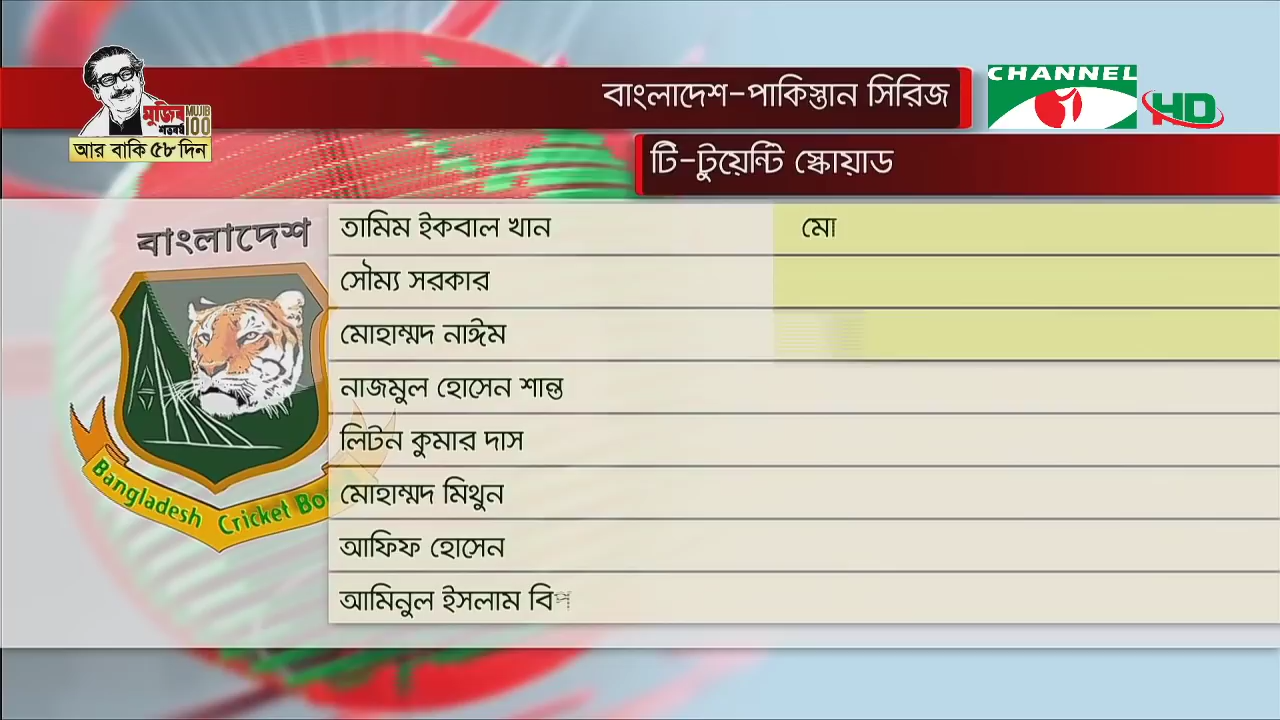 বাংলাদেশ-পাকিস্তান সিরিজ
CHANNEL
i HD
মুজিব
শতবর্ষ
MUJIB
100
আর বাকি ৫৮ দিন
টি-টুয়েন্টি স্কোয়াড
বাংলাদেশ
তামিম ইকবাল খান
মো
সৌম্য সরকার
মোহাম্মদ নাঈম
নাজমুল হোসেন শান্ত
লিটন কুমার দাস
মোহাম্মদ মিথুন
আফিফ হোসেন
আমিনুল ইসলাম বিপ
Bangladesh Cricket Bo